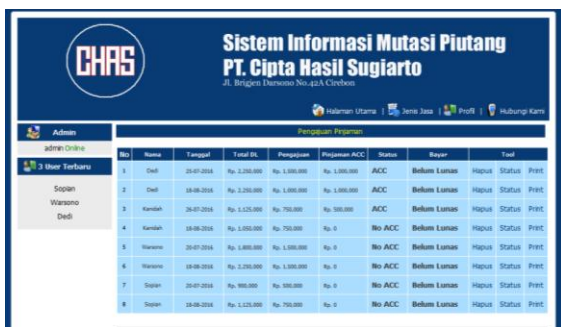 CHAS
Sistem Informasi Mutasi Piutang
PT. Cipta Hasil Sugiarto
Jl. Brigjen Darsono No.42A Cirebon
Halaman Utama | Jenis Jasa | Profil | Hubungi Kami
Admin
admin Online
3 User Terbaru
Sopian
Warsono
Dedi
Pengajuan Pinjaman
No Nama Tanggal Total DL Pengajuan Pinjaman ACC Status Bayar Tool
1 Dedi 25-07-2016 Rp. 2,250,000 Rp. 1,500,000 Rp. 1,000,000 ACC Belum Lunas Hapus Status Print
2 Dedi 18-08-2016 Rp. 2,250,000 Rp. 1,000,000 Rp. 1,000,000 ACC Belum Lunas Hapus Status Print
3 Kamdah 26-07-2016 Rp. 1,125,000 Rp. 750,000 Rp. 500,000 ACC Belum Lunas Hapus Status Print
4 Kamdah 18-08-2016 Rp. 1,050,000 Rp. 750,000 Rp. 0 No ACC Belum Lunas Hapus Status Print
5 Warsono 20-07-2016 Rp. 1,800,000 Rp. 1,500,000 Rp. 0 No ACC Belum Lunas Hapus Status Print
6 Warsono 18-08-2016 Rp. 2,250,000 Rp. 1,500,000 Rp. 0 No ACC Belum Lunas Hapus Status Print
7 Sopian 20-07-2016 Rp. 900,000 Rp. 500,000 Rp. 0 No ACC Belum Lunas Hapus Status Print
8 Sopian 18-08-2016 Rp. 1,125,000 Rp. 750,000 Rp. 0 No ACC Belum Lunas Hapus Status Print